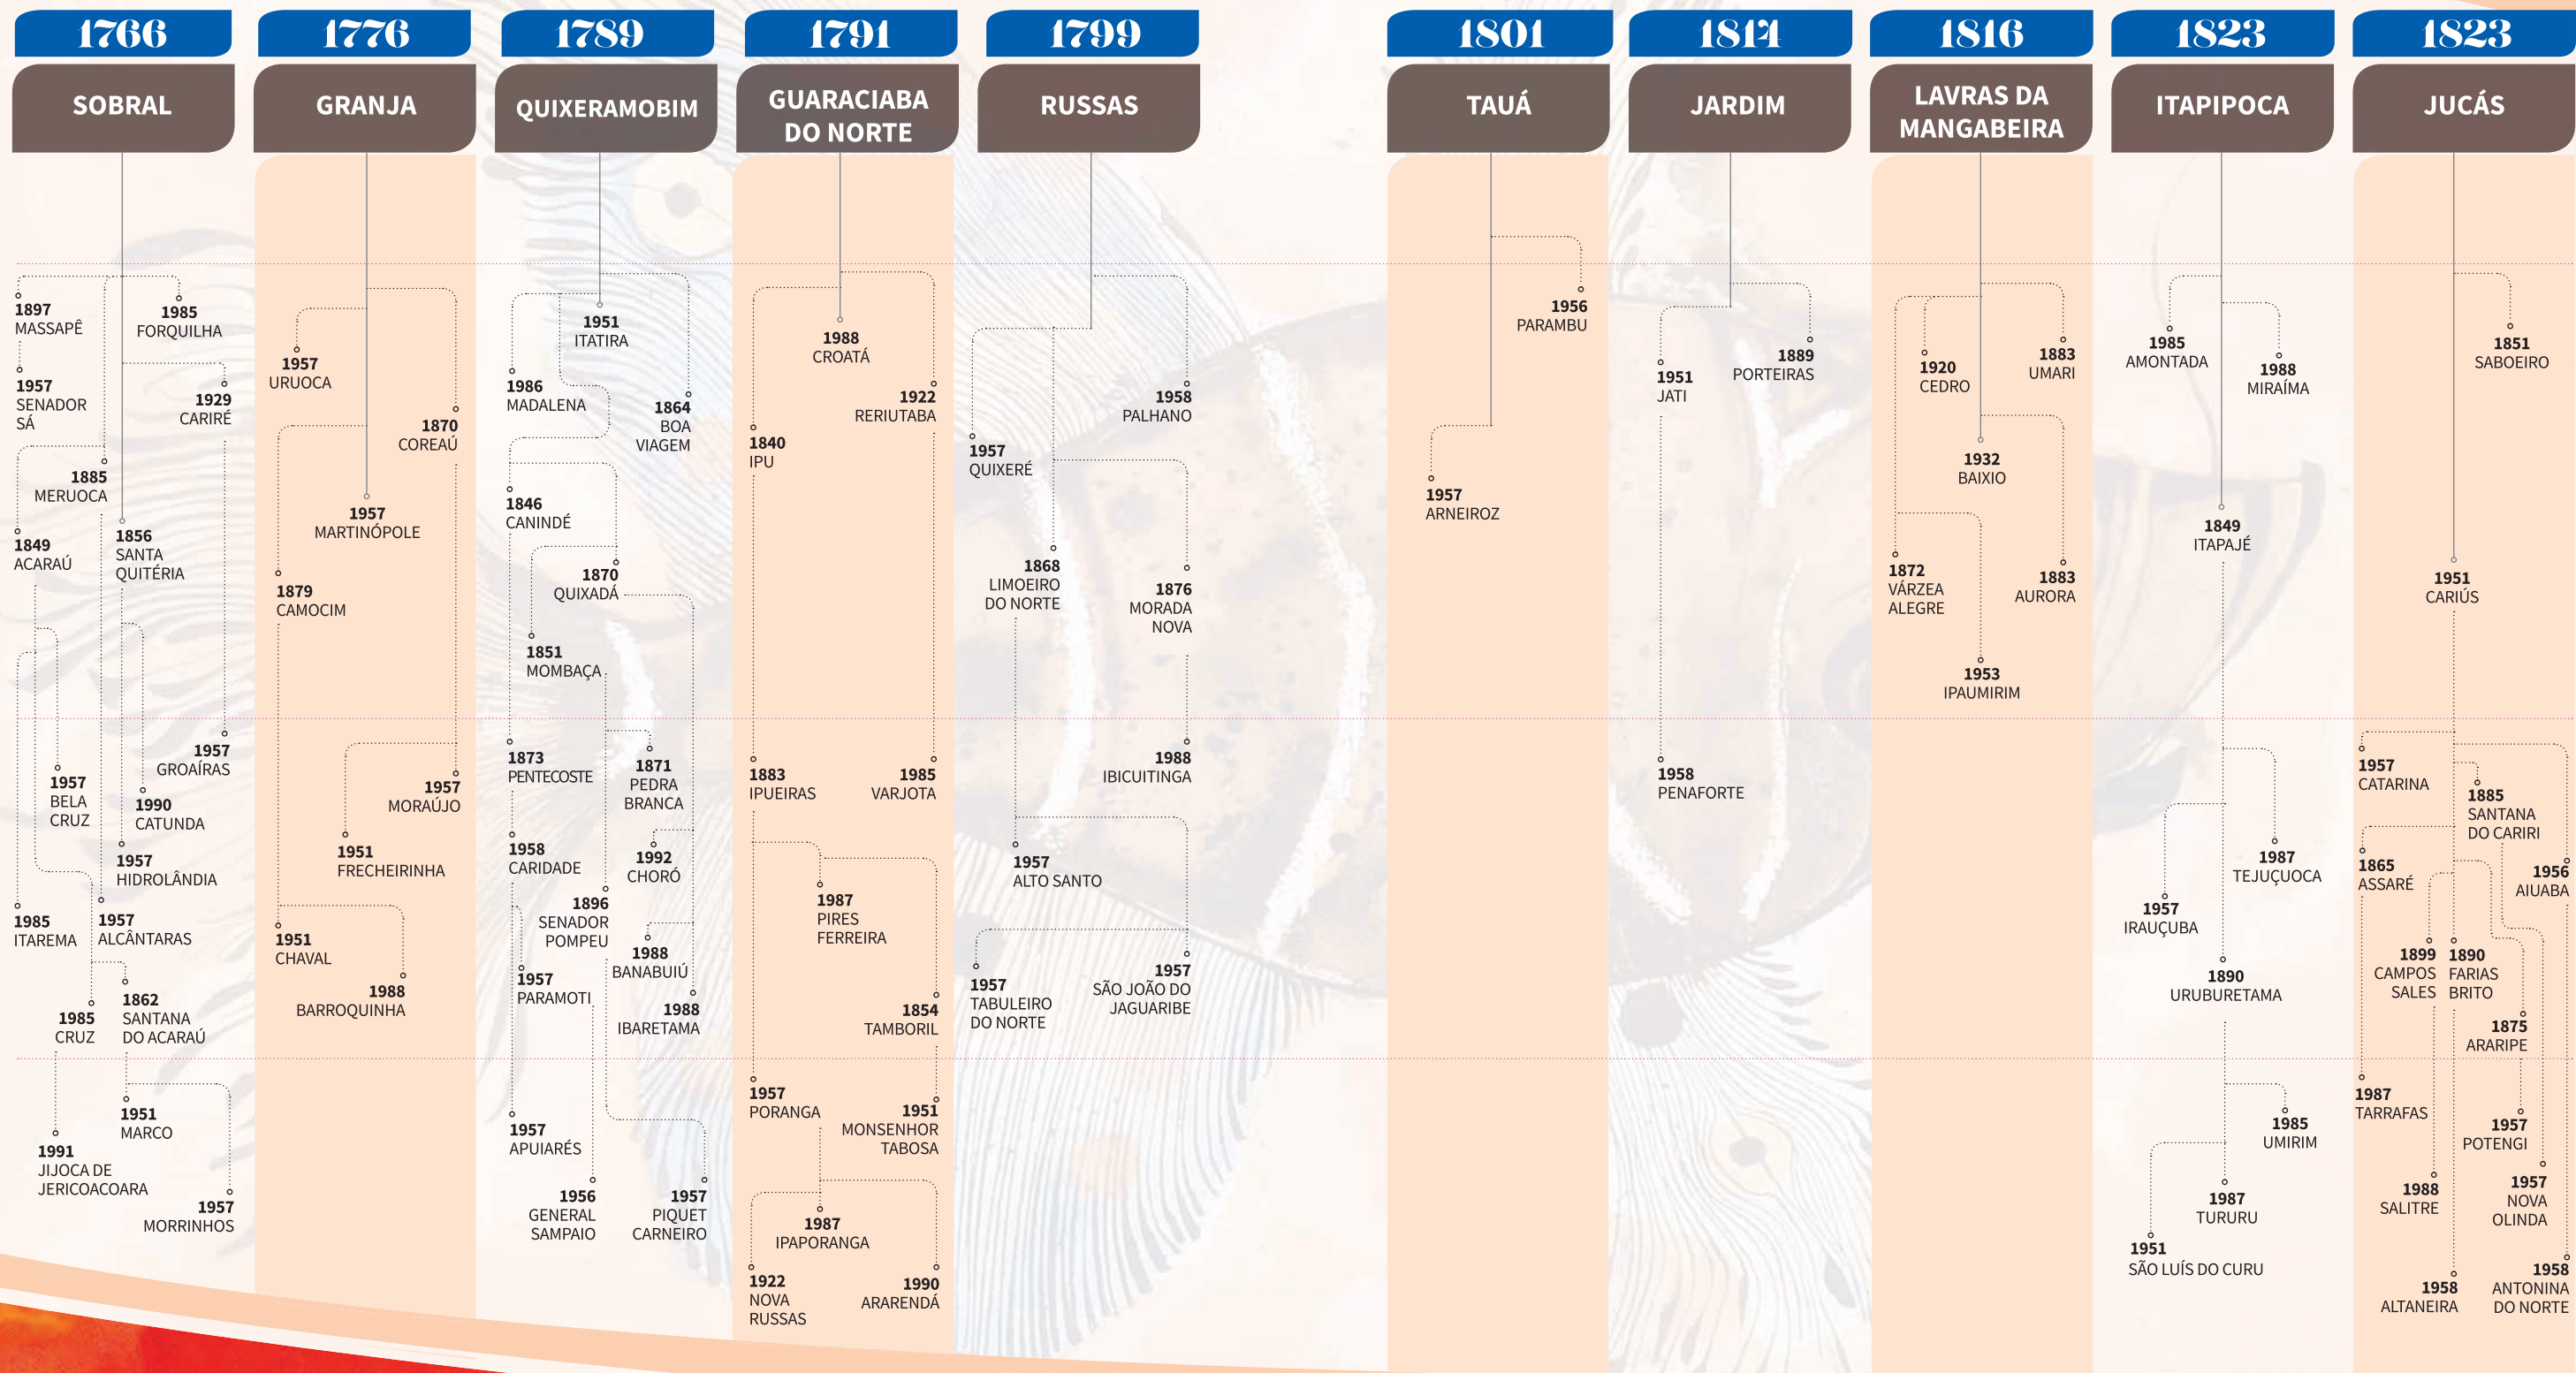 1766
SOBRAL
1897
MASSAPÊ
1985
FORQUILHA
1957
SENADOR
SÁ
1929
CARIRÉ
1885
MERUOCA
1849
ACARAÚ
1856
SANTA
QUITÉRIA
1957
GROAÍRAS
1957
BELA
CRUZ
1990
CATUNDA
1957
HIDROLÂNDIA
1985
ITAREMA
1957
ALCÂNTARAS
1985
CRUZ
1862
SANTANA
DO ACARAÚ
1951
MARCO
1991
JIJOCA DE
JERICOACOARA
1957
MORRINHOS
1776
GRANJA
1957
URUOCA
1870
COREAÚ
1957
MARTINÓPOLE
1879
CAMOCIM
1957
MORAÚJO
1951
FRECHEIRINHA
1951
CHAVAL
1988
BARROQUINHA
1789
QUIXERAMOBIM
1951
ITATIRA
1986
MADALENA
1864
BOA
VIAGEM
1846
CANINDÉ
1870
QUIXADÁ
1851
MOMBAÇA
1873
PENTECOSTE
1871
PEDRA
BRANCA
1958
CARIDADE
1992
CHORÓ
1896
SENADOR
POMPEU
1988
BANABUIÚ
1957
PARAMOTI
1988
IBARETAMA
1957
APUIARÉS
1956
GENERAL
SAMPAIO
1957
PIQUET
CARNEIRO
1791
GUARACIABA
DO NORTE
1988
CROATÁ
1922
RERIUTABA
1840
IPU
1883
IPUEIRAS
1985
VARJOTA
1987
PIRES
FERREIRA
1854
TAMBORIL
1957
PORANGA
1951
MONSENHOR
TABOSA
1987
IPAPORANGA
1922
NOVA
RUSSAS
1990
ARARENDÁ
1799
RUSSAS
1958
PALHANO
1957
QUIXERÉ
1868
LIMOEIRO
DO NORTE
1876
MORADA
NOVA
1988
IBICUITINGA
1957
ALTO SANTO
1957
TABULEIRO
DO NORTE
1957
SÃO JOÃO DO
JAGUARIBE
1801
TAUÁ
1956
PARAMBU
1957
ARNEIROZ
1814
JARDIM
1951
JATI
1889
PORTEIRAS
1958
PENAFORTE
1816
LAVRAS DA
MANGABEIRA
1920
CEDRO
1883
UMARI
1932
BAIXIO
1872
VÁRZEA
ALEGRE
1883
AURORA
1953
IPAUMIRIM
1823
ITAPIPOCA
1985
AMONTADA
1988
MIRAÍMA
1849
ITAPAJÉ
1987
TEJUÇUOCA
1957
IRAUÇUBA
1890
URUBURETAMA
1985
UMIRIM
1987
TURURU
1951
SÃO LUÍS DO CURU
1823
JUCÁS
1851
SABOEIRO
1951
CARIÚS
1957
CATARINA
1885
SANTANA
DO CARIRI
1865
ASSARÉ
1956
AIUABA
1899
CAMPOS
SALES
1890
FARIAS
BRITO
1875
ARARIPE
1987
TARRAFAS
1957
POTENGI
1988
SALITRE
1957
NOVA
OLINDA
1958
ALTANEIRA
1958
ANTONINA
DO NORTE